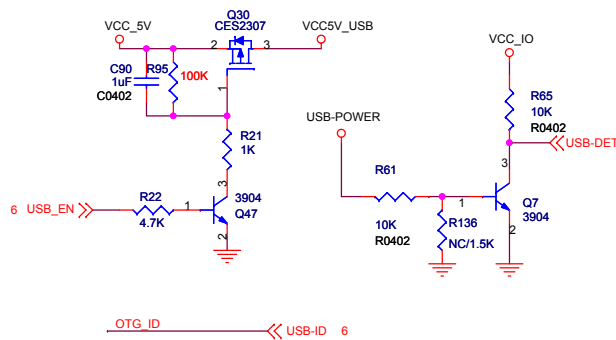 Q30
CES2307
VCC_5V
2
3
VCC5V_USB
1
C90
1uF
C0402
R95
100K
R21
1K
3
3904
Q47
6 USB_EN
R22
4.7K
1
2
VCC_IO
R65
10K
R0402
USB-DET
USB-POWER
R61
10K
R0402
3
1
Q7
3904
2
R136
NC/1.5K
OTG_ID
USB-ID 6